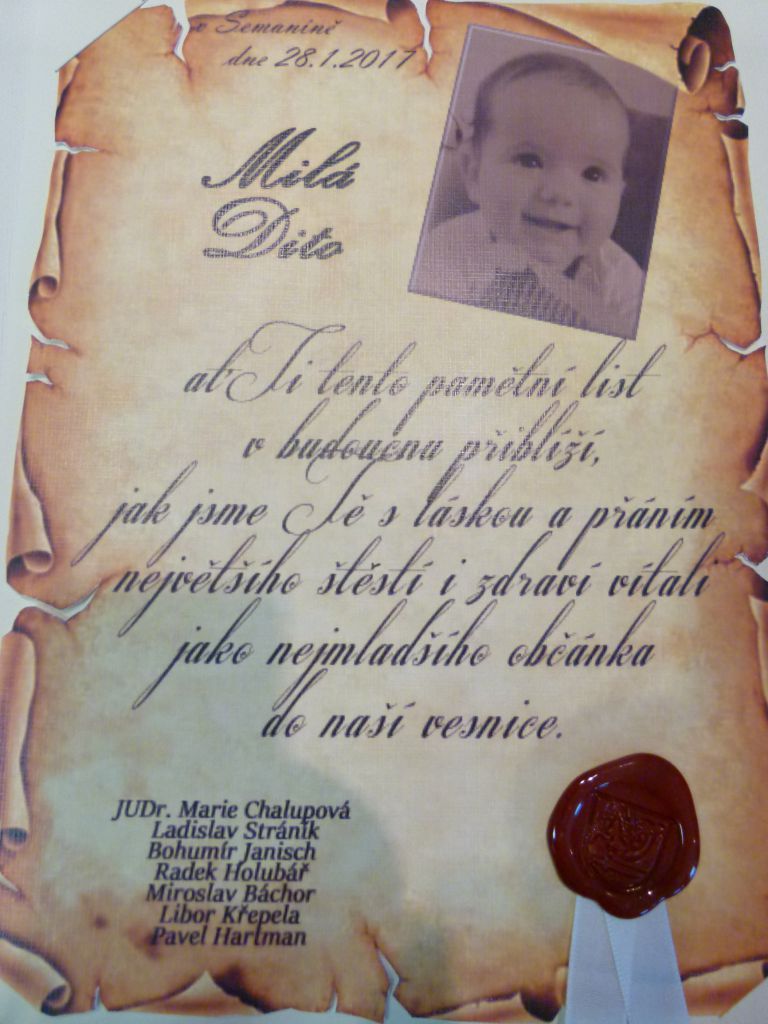 v Semaníně
dne 28.1.2017
Milá
Dito
ať Ti tento pamětní list
v budoucnu přiblíží,
jak jsme Tě s láskou a přáním
největšího štěstí i zdraví vítali
jako nejmladšího občánka
do naší vesnice.
JUDr. Marie Chalupová
Ladislav Stráník
Bohumír Janisch
Radek Holubář
Miroslav Báchor
Libor Křepela
Pavel Hartman